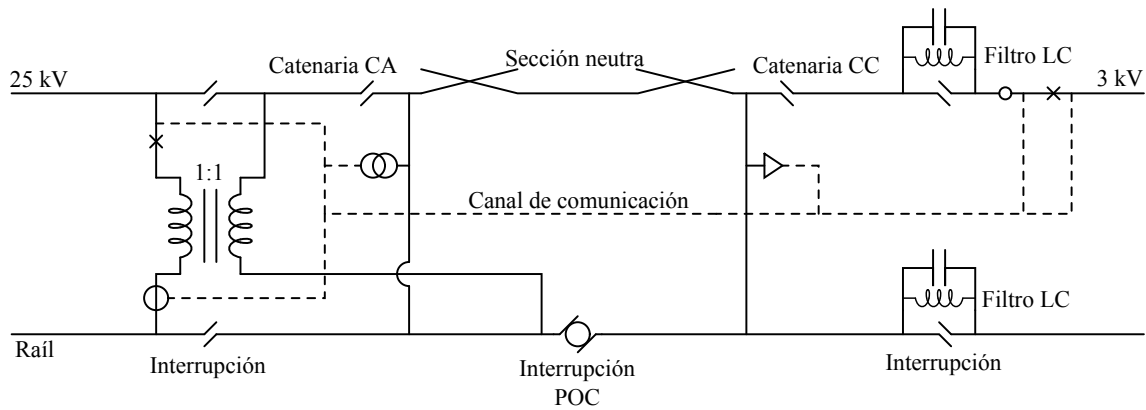 Filtro LC
Sección neutra
Catenaria CA
Catenaria CC
25 kV
3 kV
1:1
Canal de comunicación
Filtro LC
Raíl
Interrupción
Interrupción
POC
Interrupción